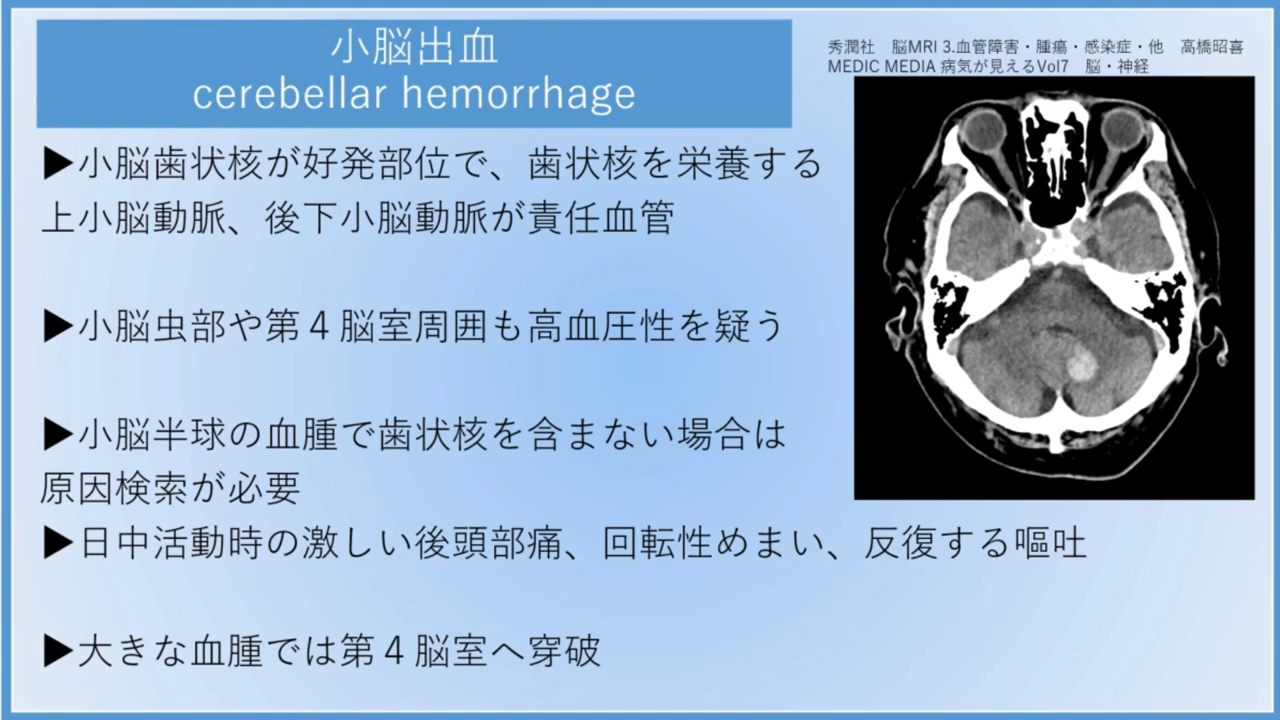 小脳出血
cerebellar hemorrhage
秀潤社　脳MRI 3.血管障害・腫瘍・感染症・他　高橋昭喜
MEDIC MEDIA 病気が見えるVol7　脳・神経
▶小脳歯状核が好発部位で、歯状核を栄養する
上小脳動脈、後下小脳動脈が責任血管
▶小脳虫部や第４脳室周囲も高血圧性を疑う
▶小脳半球の血腫で歯状核を含まない場合は
原因検索が必要
▶日中活動時の激しい後頭部痛、回転性めまい、反復する嘔吐
▶大きな血腫では第４脳室へ穿破